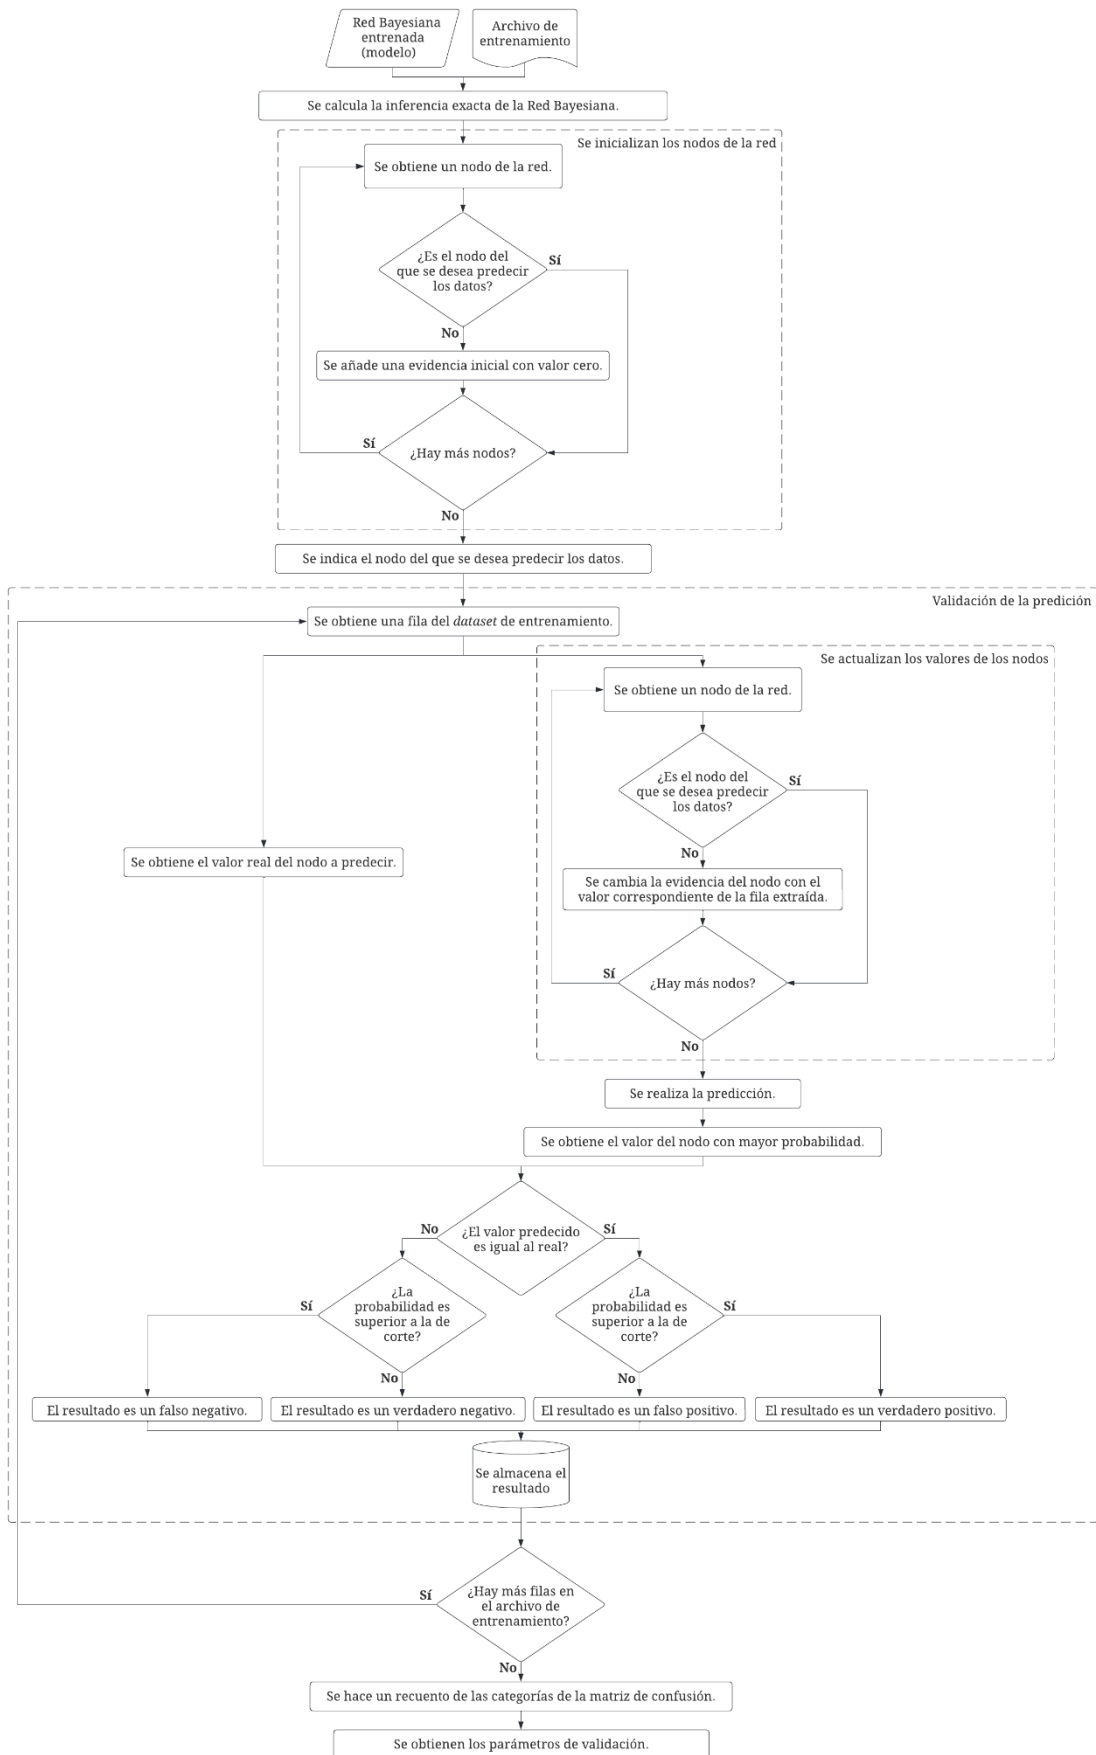 Red Bayesiana
entrenada
(modelo)
Archivo de
entrenamiento
Se calcula la inferencia exacta de la Red Bayesiana.
Se inicializan los nodos de la red
Se obtiene un nodo de la red.
¿Es el nodo del
que se desea predecir
los datos?
Sí
No
Se añade una evidencia inicial con valor cero.
¿Hay más nodos?
Sí
No
Se indica el nodo del que se desea predecir los datos.
Validación de la predición
Se obtiene una fila del dataset de entrenamiento.
Se actualizan los valores de los nodos
Se obtiene un nodo de la red.
¿Es el nodo del
que se desea predecir
los datos?
Sí
No
Se obtiene el valor real del nodo a predecir.
Se cambia la evidencia del nodo con el
valor correspondiente de la fila extraída.
¿Hay más nodos?
Sí
No
Se realiza la predicción.
Se obtiene el valor del nodo con mayor probabilidad.
¿El valor predecido
es igual al real?
No
Sí
¿La
probabilidad es
superior a la de
corte?
Sí
No
¿La
probabilidad es
superior a la de
corte?
Sí
No
El resultado es un falso negativo.
El resultado es un verdadero negativo.
El resultado es un falso positivo.
El resultado es un verdadero positivo.
Se almacena el
resultado
¿Hay más filas en
el archivo de
entrenamiento?
Sí
No
Se hace un recuento de las categorías de la matriz de confusión.
Se obtienen los parámetros de validación.